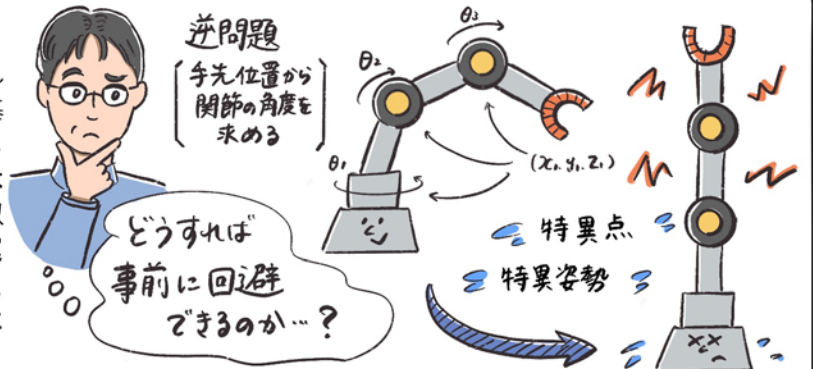 逆問題
手先位置から
関節の角度を
求める
θ₁
θ₂
θ₃
(x₁, y₁, z₁)
どうすれば
事前に回避
できるのか…?
特異点
特異姿勢